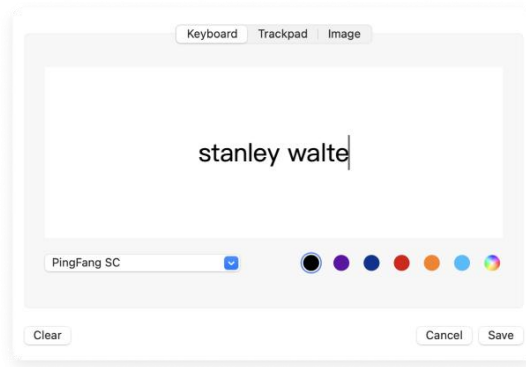 Keyboard Trackpad Image
stanley walte
PingFang SC
Clear Cancel Save